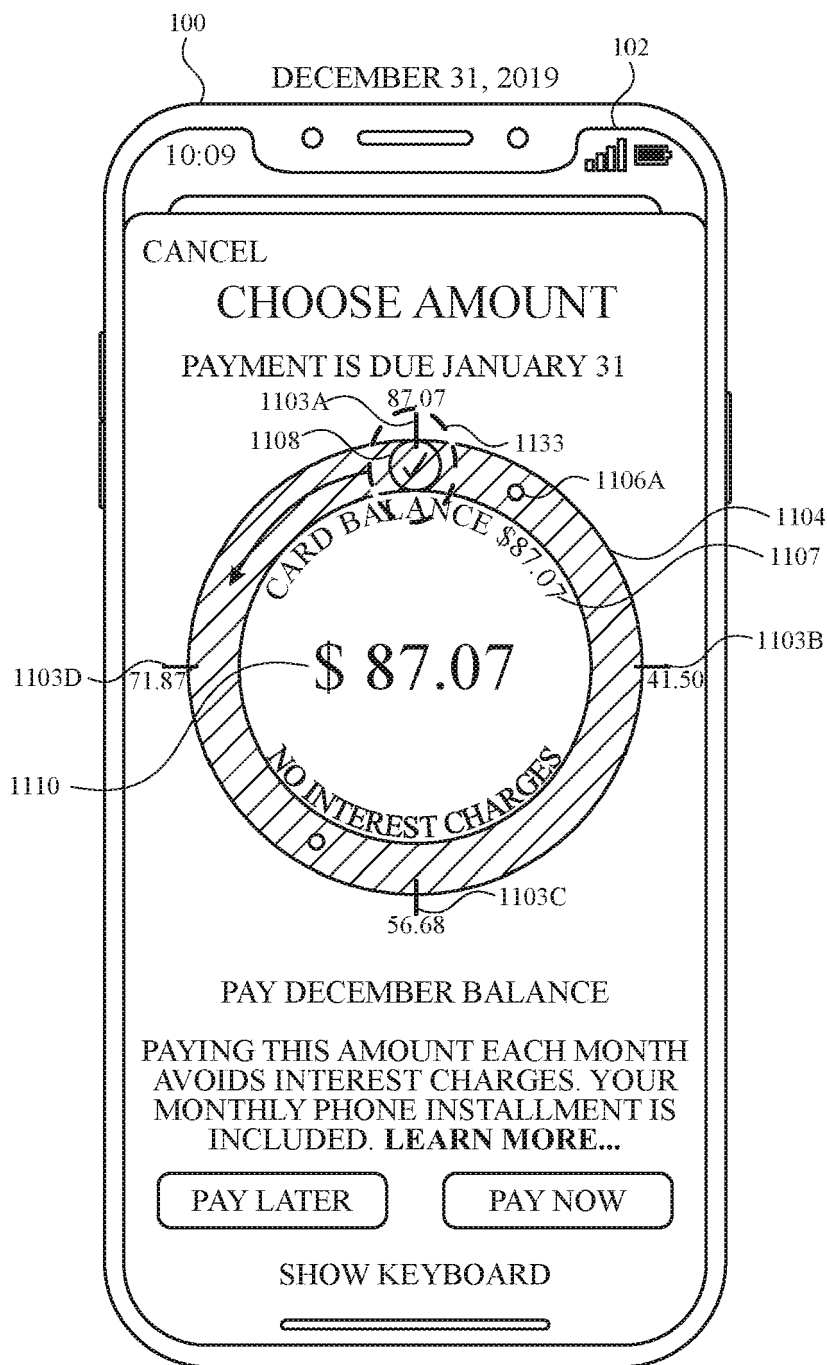 100
102
DECEMBER 31, 2019
10:09
CANCEL
CHOOSE AMOUNT
PAYMENT IS DUE JANUARY 31
1103A
87.07
1108
1133
1106A
1104
CARD BALANCE $87.07
1107
1103B
1103D
71.87
$ 87.07
41.50
1110
NO INTEREST CHARGES
1103C
56.68
PAY DECEMBER BALANCE
PAYING THIS AMOUNT EACH MONTH
AVOIDS INTEREST CHARGES. YOUR
MONTHLY PHONE INSTALLMENT IS
INCLUDED. LEARN MORE...
PAY LATER
PAY NOW
SHOW KEYBOARD